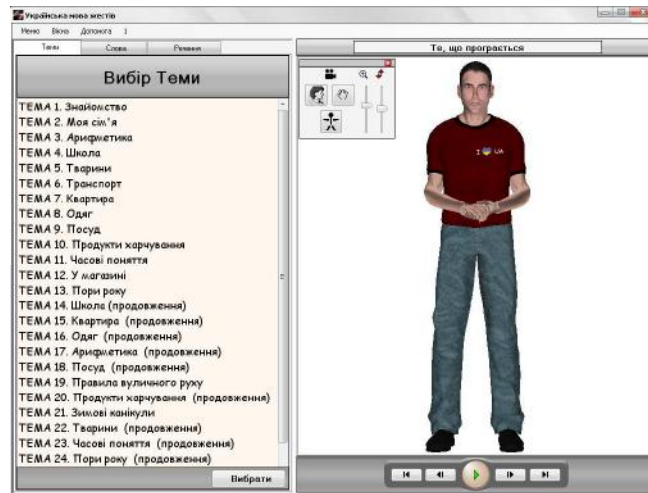 Українська мова жестів
Меню Вікна Допомога
Теми Слова Речення
Те, що програється
Вибір Теми
ТЕМА 1. Знайомство
ТЕМА 2. Моя сім'я
ТЕМА 3. Арифметика
ТЕМА 4. Школа
ТЕМА 5. Тварини
ТЕМА 6. Транспорт
ТЕМА 7. Квартира
ТЕМА 8. Одяг
ТЕМА 9. Посуд
ТЕМА 10. Продукти харчування
ТЕМА 11. Часові поняття
ТЕМА 12. У магазині
ТЕМА 13. Пори року
ТЕМА 14. Школа (продовження)
ТЕМА 15. Квартира (продовження)
ТЕМА 16. Одяг (продовження)
ТЕМА 17. Арифметика (продовження)
ТЕМА 18. Посуд (продовження)
ТЕМА 19. Правила вуличного руху
ТЕМА 20. Продукти харчування (продовження)
ТЕМА 21. Зимові канікули
ТЕМА 22. Тварини (продовження)
ТЕМА 23. Часові поняття (продовження)
ТЕМА 24. Пори року (продовження)
Вибрати
I UA